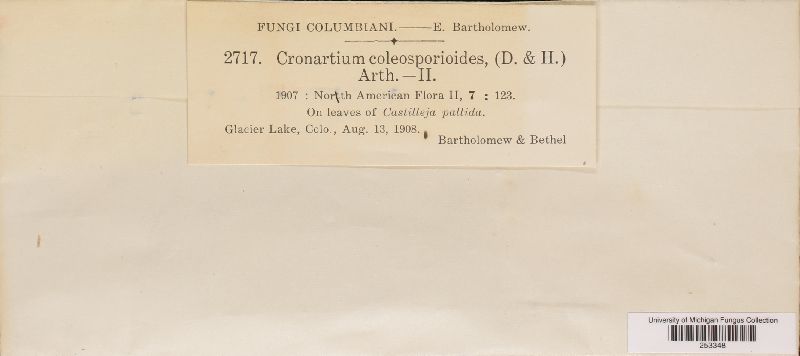 FUNGI COLUMBIANI.——E. Bartholomew.
2717. Cronartium coleosporioides, (D. & H.)
Arth.—II.
1907 : North American Flora II, 7 : 123.
On leaves of Castilleja pallida.
Glacier Lake, Colo., Aug. 13, 1908.
Bartholomew & Bethel
University of Michigan Fungus Collection
253348